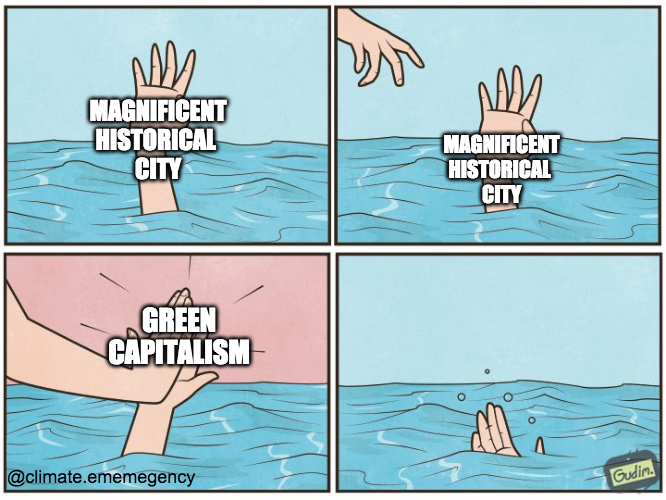 MAGNIFICENT
HISTORICAL
CITY
MAGNIFICENT
HISTORICAL
CITY
GREEN
CAPITALISM
@climate.ememegency
Gudim.